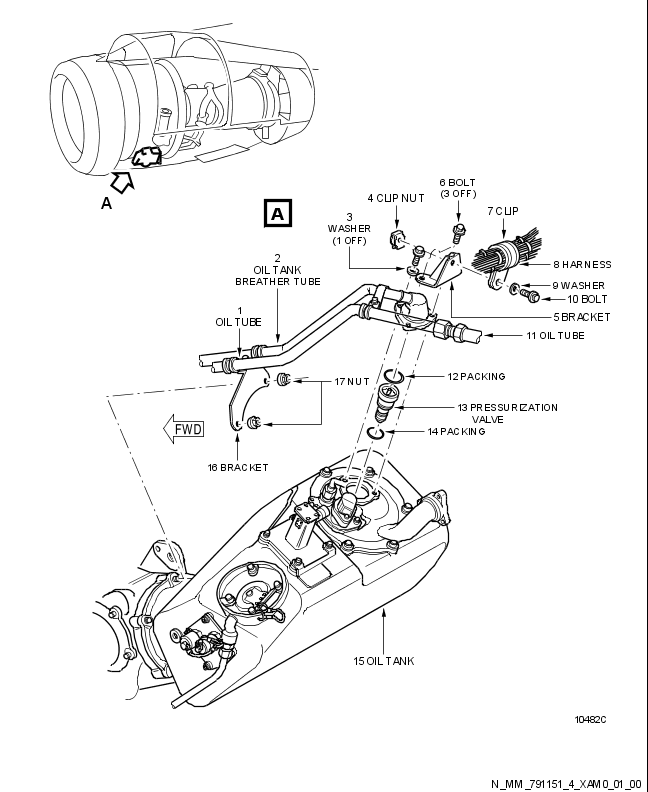 A
A
6 BOLT
(3 OFF)
4 CLIP NUT
7 CLIP
3
WASHER
(1 OFF)
8 HARNESS
2
OIL TANK
BREATHER TUBE
9 WASHER
10 BOLT
1
OIL TUBE
5 BRACKET
11 OIL TUBE
12 PACKING
17 NUT
13 PRESSURIZATION
VALVE
FWD
14 PACKING
16 BRACKET
15 OIL TANK
10482C
N_MM_791151_4_XAM0_01_00